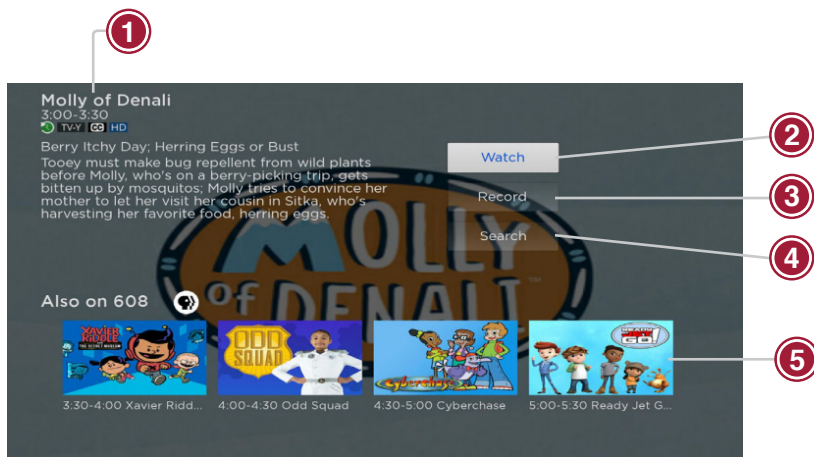 1
Molly of Denali
3:00-3:30
TV-Y CC HD
Berry Itchy Day; Herring Eggs or Bust
Tooey must make bug repellent from wild plants
before Molly, who's on a berry-picking trip, gets
bitten up by mosquitos; Molly tries to convince her
mother to let her visit her cousin in Sitka, who's
harvesting her favorite food, herring eggs.
Watch
2
Record
3
Search
4
MOLLY
OF DENALI
™
Also on 608
XAVIER
RIDDLE
THE SECRET MUSEUM
ODD
SQUAD
cyberchase
READY
JET
GO!
5
3:30-4:00 Xavier Ridd...
4:00-4:30 Odd Squad
4:30-5:00 Cyberchase
5:00-5:30 Ready Jet G...